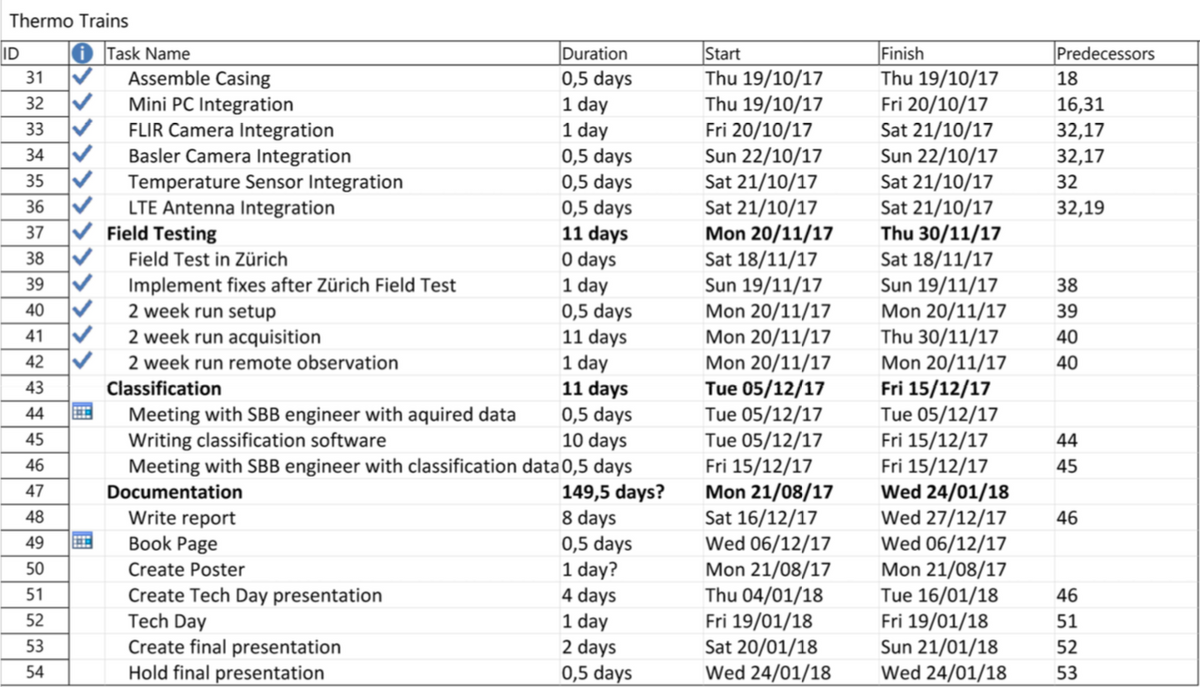 Thermo Trains
ID i Task Name Duration Start Finish Predecessors
31 Assemble Casing 0,5 days Thu 19/10/17 Thu 19/10/17 18
32 Mini PC Integration 1 day Thu 19/10/17 Fri 20/10/17 16,31
33 FLIR Camera Integration 1 day Fri 20/10/17 Sat 21/10/17 32,17
34 Basler Camera Integration 0,5 days Sun 22/10/17 Sun 22/10/17 32,17
35 Temperature Sensor Integration 0,5 days Sat 21/10/17 Sat 21/10/17 32
36 LTE Antenna Integration 0,5 days Sat 21/10/17 Sat 21/10/17 32,19
37 Field Testing 11 days Mon 20/11/17 Thu 30/11/17
38 Field Test in Zürich 0 days Sat 18/11/17 Sat 18/11/17
39 Implement fixes after Zürich Field Test 1 day Sun 19/11/17 Sun 19/11/17 38
40 2 week run setup 0,5 days Mon 20/11/17 Mon 20/11/17 39
41 2 week run acquisition 11 days Mon 20/11/17 Thu 30/11/17 40
42 2 week run remote observation 1 day Mon 20/11/17 Mon 20/11/17 40
43 Classification 11 days Tue 05/12/17 Fri 15/12/17
44 Meeting with SBB engineer with aquired data 0,5 days Tue 05/12/17 Tue 05/12/17
45 Writing classification software 10 days Tue 05/12/17 Fri 15/12/17 44
46 Meeting with SBB engineer with classification data 0,5 days Fri 15/12/17 Fri 15/12/17 45
47 Documentation 149,5 days? Mon 21/08/17 Wed 24/01/18
48 Write report 8 days Sat 16/12/17 Wed 27/12/17 46
49 Book Page 0,5 days Wed 06/12/17 Wed 06/12/17
50 Create Poster 1 day? Mon 21/08/17 Mon 21/08/17
51 Create Tech Day presentation 4 days Thu 04/01/18 Tue 16/01/18 46
52 Tech Day 1 day Fri 19/01/18 Fri 19/01/18 51
53 Create final presentation 2 days Sat 20/01/18 Sun 21/01/18 52
54 Hold final presentation 0,5 days Wed 24/01/18 Wed 24/01/18 53